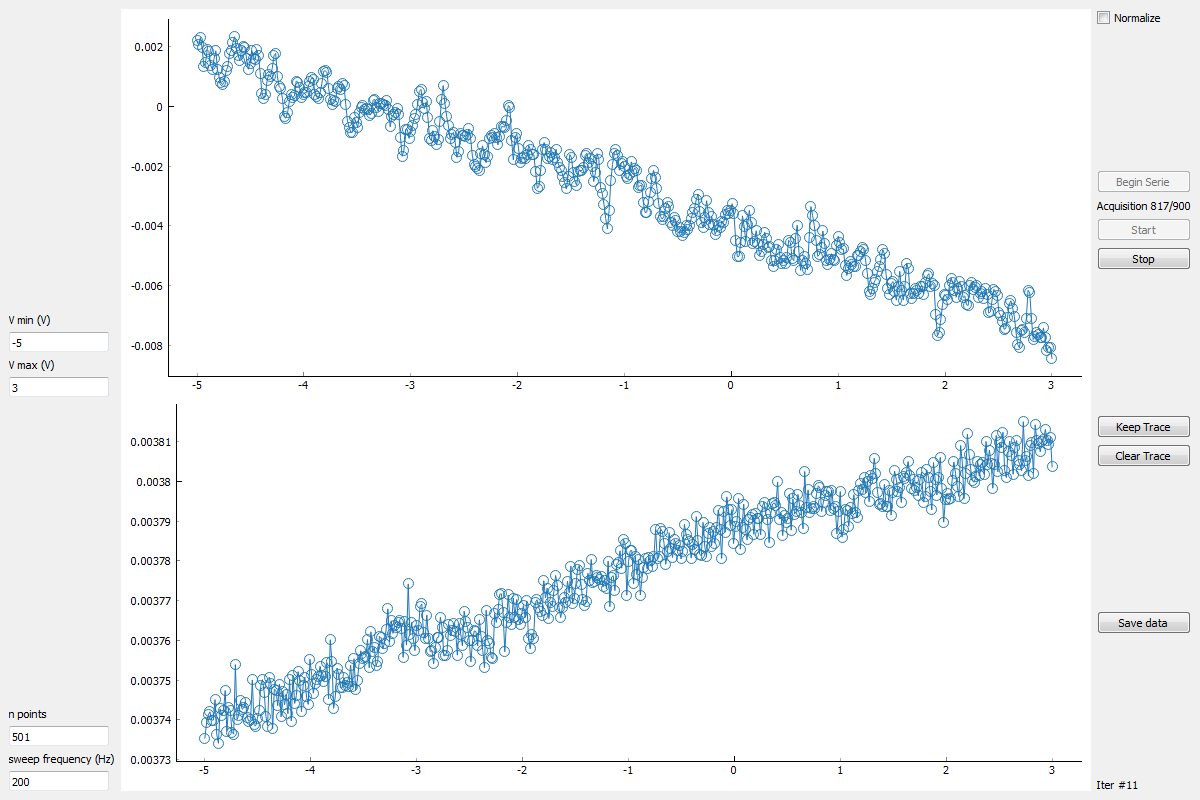 Normalize
0.002
0
-0.002
-0.004
-0.006
-0.008
-5 -4 -3 -2 -1 0 1 2 3
Begin Serie
Acquisition 817/900
Start
Stop
V min (V)
-5
V max (V)
3
0.00381
0.0038
0.00379
0.00378
0.00377
0.00376
0.00375
0.00374
0.00373
-5 -4 -3 -2 -1 0 1 2 3
Keep Trace
Clear Trace
Save data
n points
501
sweep frequency (Hz)
200
Iter #11